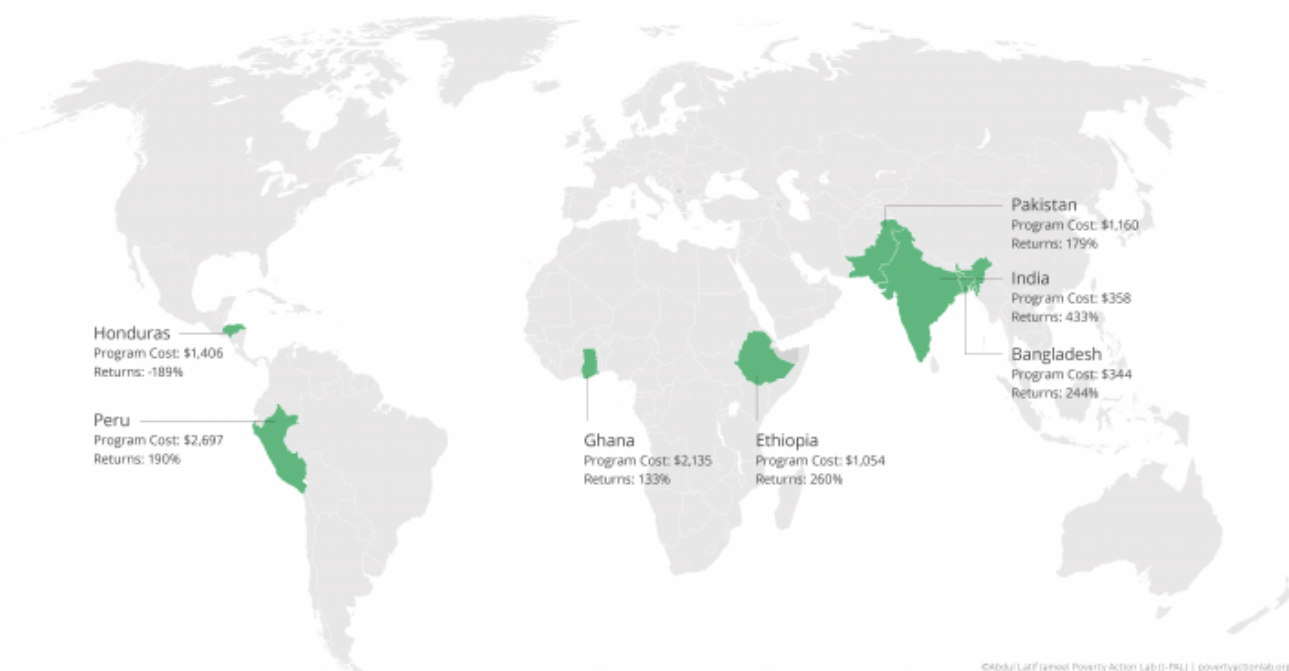 Pakistan
Program Cost: $1,160
Returns: 179%
India
Program Cost: $358
Returns: 433%
Bangladesh
Program Cost: $344
Returns: 244%
Honduras
Program Cost: $1,406
Returns: -189%
Peru
Program Cost: $2,697
Returns: 190%
Ghana
Program Cost: $2,135
Returns: 133%
Ethiopia
Program Cost: $1,054
Returns: 260%
©Abdul Latif Jameel Poverty Action Lab (J-PAL) | povertyactionlab.org